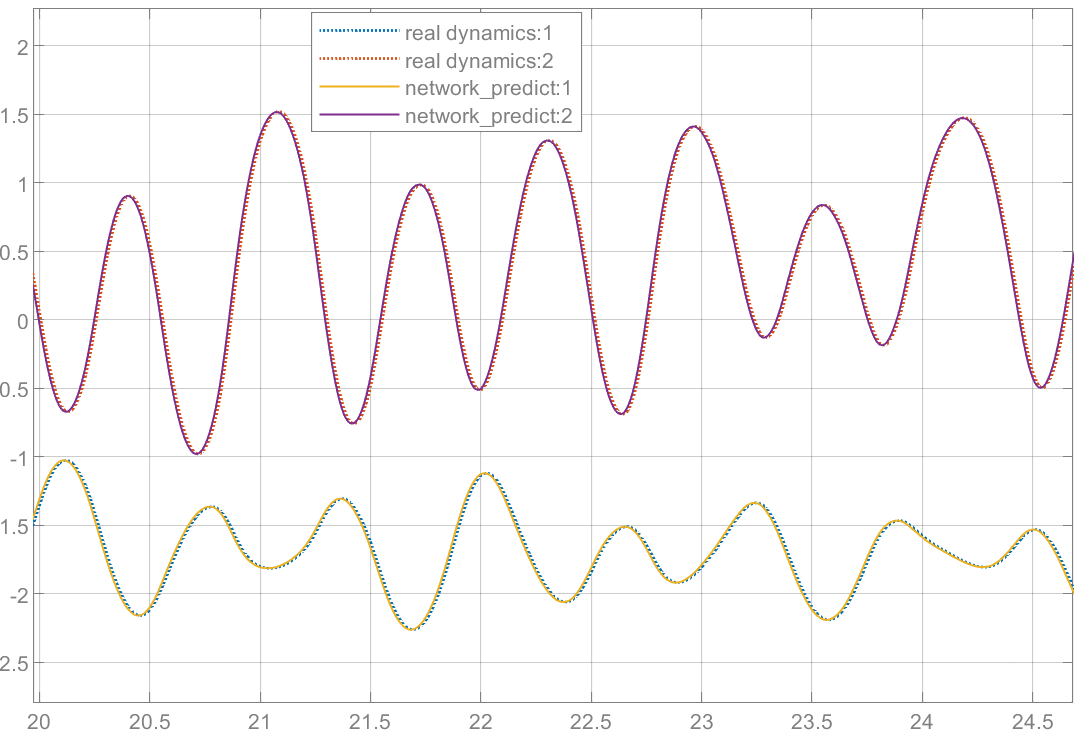 real dynamics:1
real dynamics:2
network_predict:1
network_predict:2
2
1.5
1
0.5
0
0.5
-1
1.5
-2
2.5
20 20.5 21 21.5 22 22.5 23 23.5 24 24.5